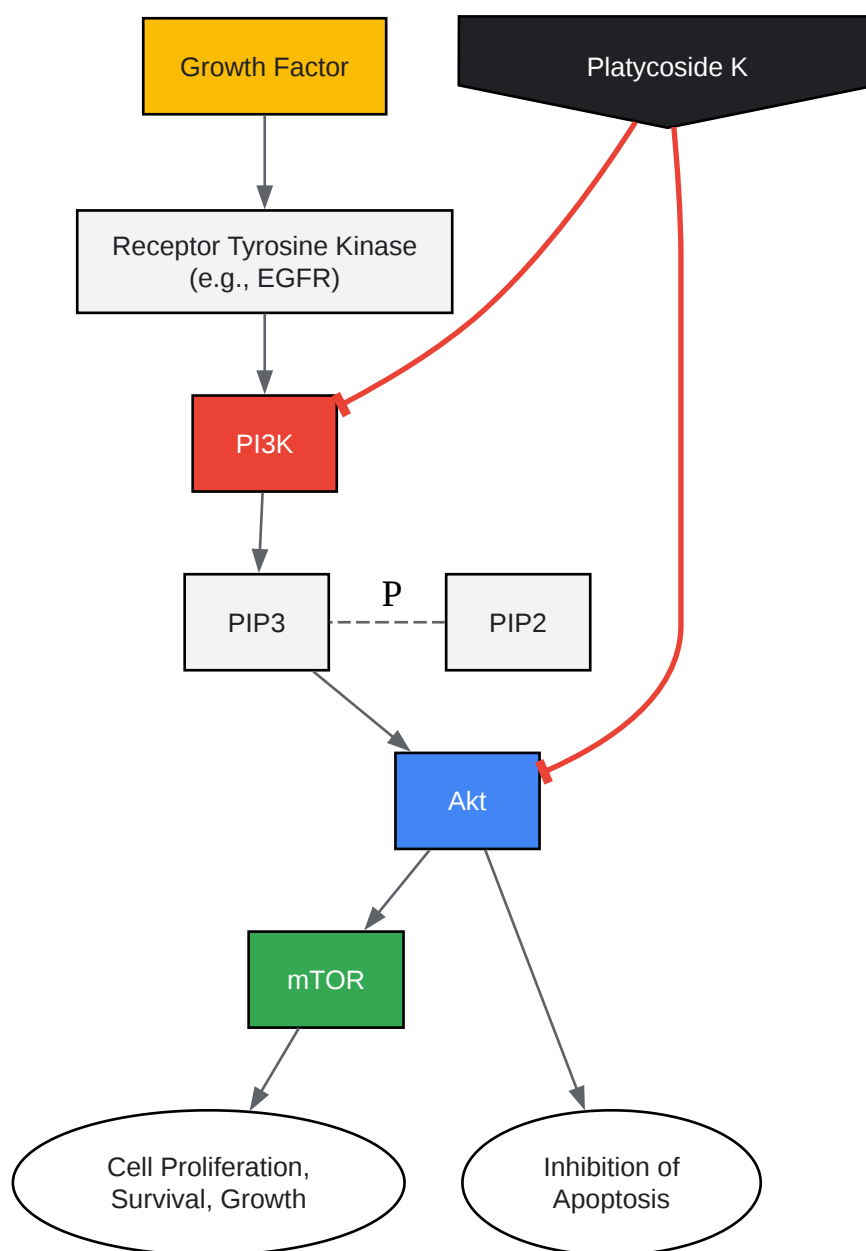 Growth Factor
Platycoside K
Receptor Tyrosine Kinase
(e.g., EGFR)
PI3K
P
PIP3
PIP2
Akt
mTOR
Cell Proliferation,
Survival, Growth
Inhibition of
Apoptosis